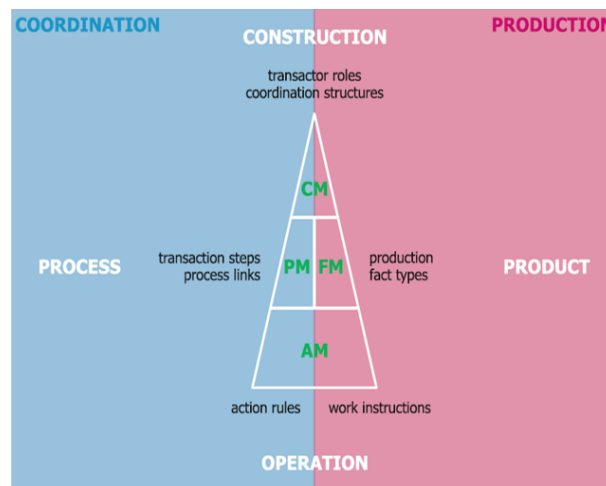 COORDINATION
PRODUCTION
CONSTRUCTION
transactor roles
coordination structures
CM
PROCESS
transaction steps
process links
PM
FM
production
fact types
PRODUCT
AM
action rules
work instructions
OPERATION